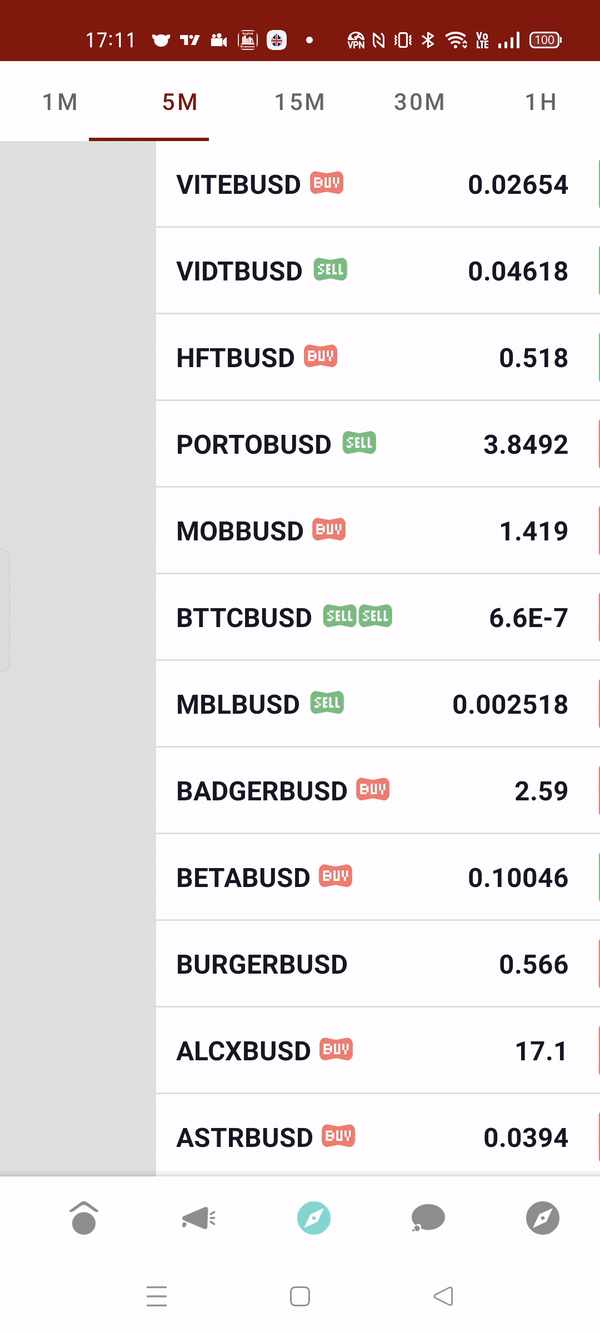 17:11 VPN VO LTE 100
1M 5M 15M 30M 1H
VITEBUSD BUY 0.02654
VIDTBUSD SELL 0.04618
HFTBUSD BUY 0.518
PORTOBUSD SELL 3.8492
MOBBUSD BUY 1.419
BTTCBUSD SELL SELL 6.6E-7
MBLBUSD SELL 0.002518
BADGERBUSD BUY 2.59
BETABUSD BUY 0.10046
BURGERBUSD 0.566
ALCXBUSD BUY 17.1
ASTRBUSD BUY 0.0394